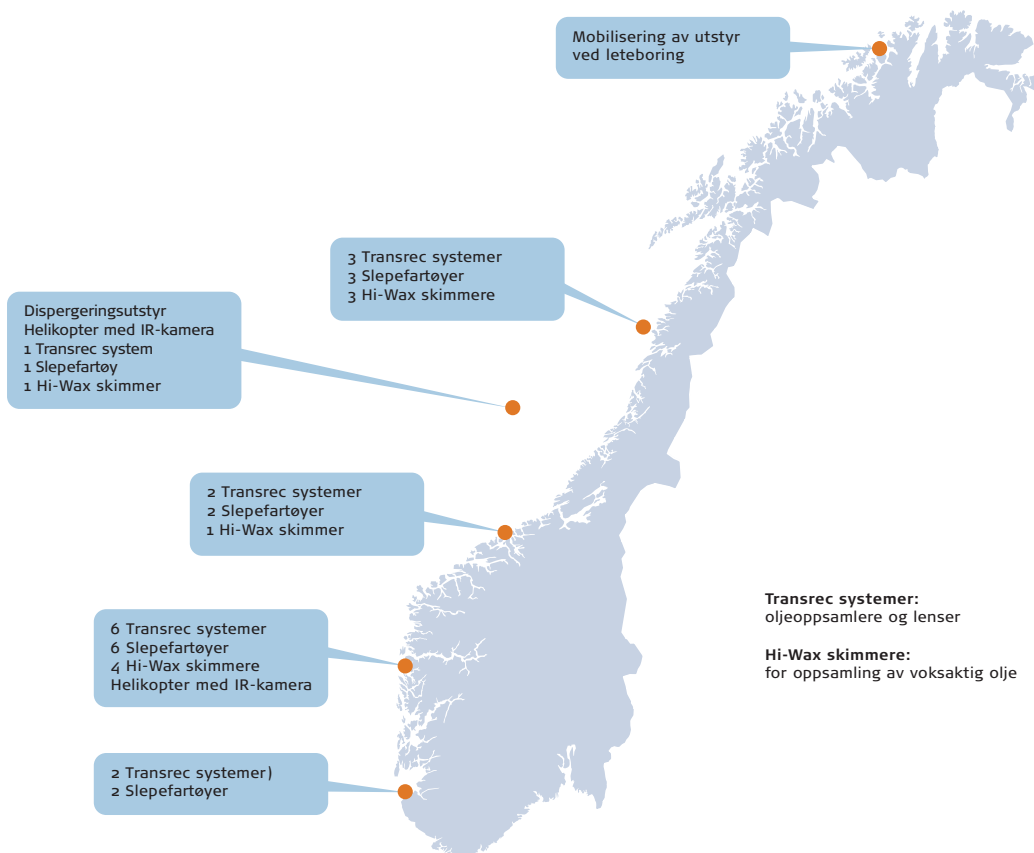 Mobilisering av utstyr
ved leteboring
3 Transrec systemer
3 Slepefartøyer
3 Hi-Wax skimmere
Dispergeringsutstyr
Helikopter med IR-kamera
1 Transrec system
1 Slepefartøy
1 Hi-Wax skimmer
2 Transrec systemer
2 Slepefartøyer
1 Hi-Wax skimmer
6 Transrec systemer
6 Slepefartøyer
4 Hi-Wax skimmere
Helikopter med IR-kamera
2 Transrec systemer)
2 Slepefartøyer
Transrec systemer:
oljeoppsamlere og lenser
Hi-Wax skimmere:
for oppsamling av voksaktig olje